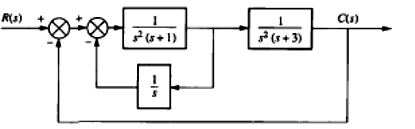 R(s) + − + − 1 / s² (s + 1) 1 / s² (s + 3) C(s)
1 / s